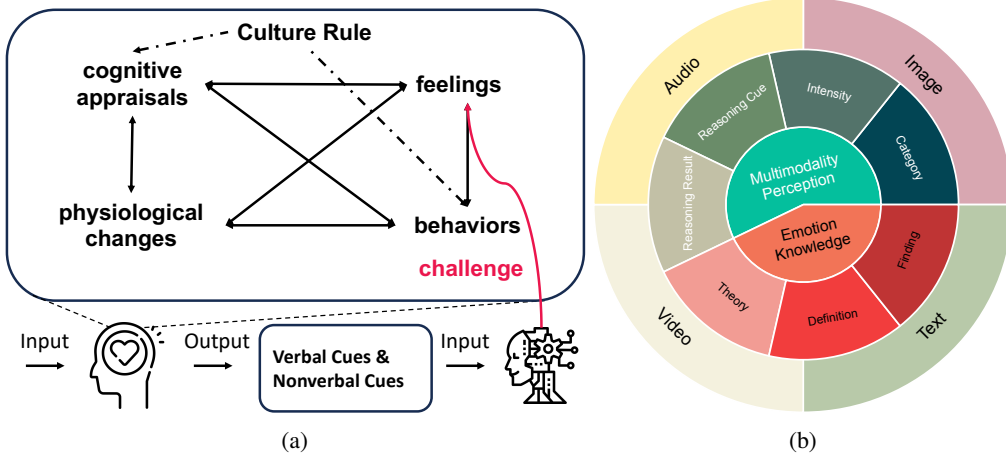 Culture Rule
cognitive
appraisals
feelings
physiological
changes
behaviors
challenge
Input
Output
Verbal Cues &
Nonverbal Cues
Input
(a)
Audio
Image
Video
Text
Reasoning Cue
Intensity
Category
Reasoning Result
Multimodality
Perception
Emotion
Knowledge
Theory
Definition
Finding
(b)